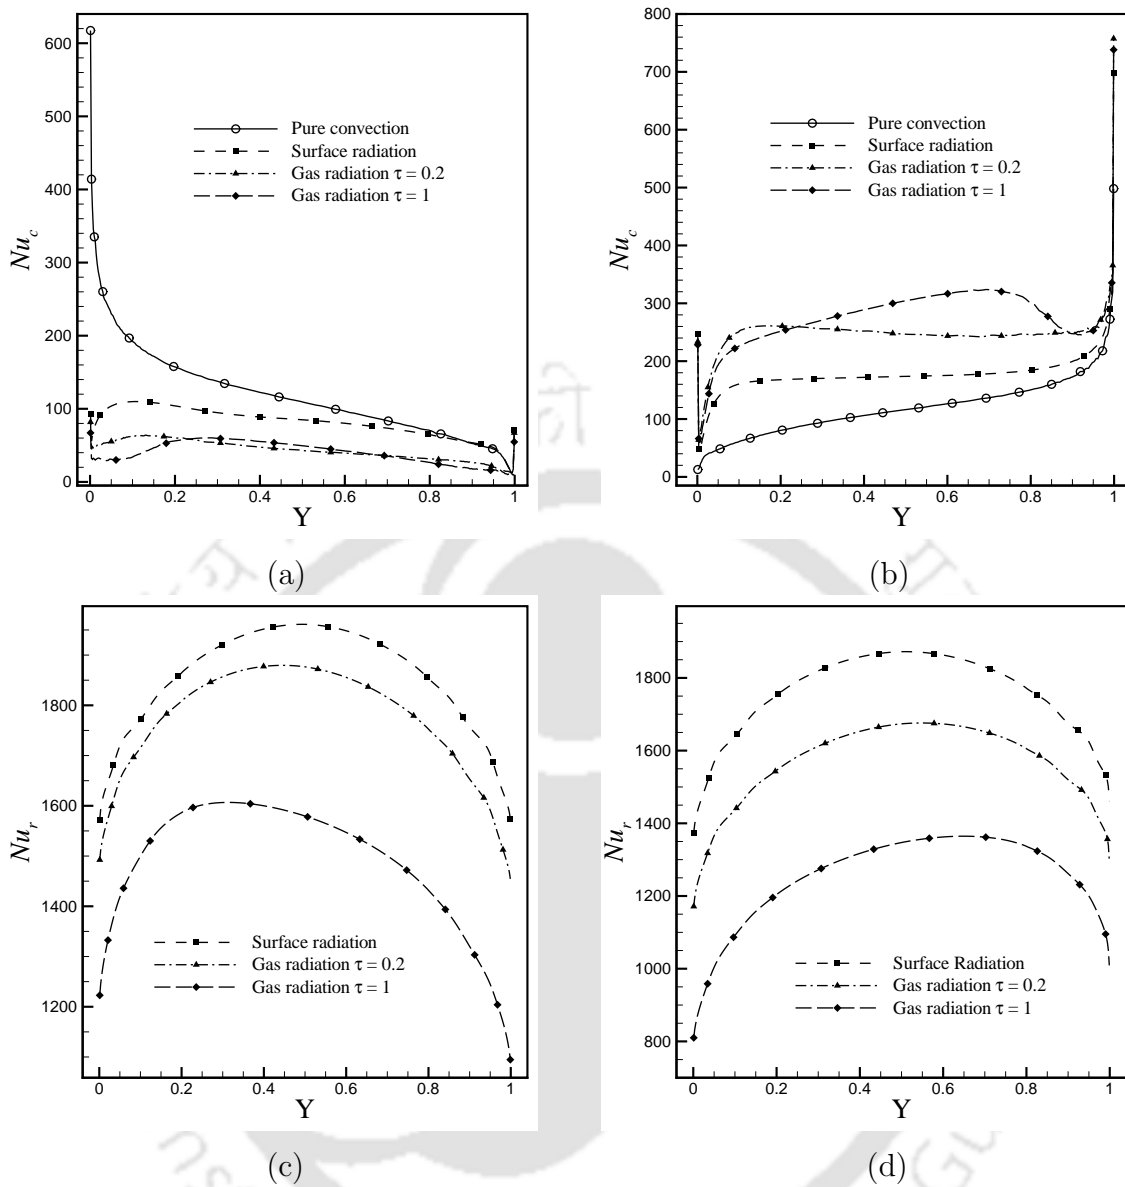 600
500
400
300
200
100
0
Nu_c
Pure convection
Surface radiation
Gas radiation τ = 0.2
Gas radiation τ = 1
0 0.2 0.4 0.6 0.8 1
Y
(a)
800
700
600
500
400
300
200
100
0
Nu_c
Pure convection
Surface radiation
Gas radiation τ = 0.2
Gas radiation τ = 1
0 0.2 0.4 0.6 0.8 1
Y
(b)
1800
1600
1400
1200
Nu_r
Surface radiation
Gas radiation τ = 0.2
Gas radiation τ = 1
0 0.2 0.4 0.6 0.8 1
Y
(c)
1800
1600
1400
1200
1000
800
Nu_r
Surface Radiation
Gas radiation τ = 0.2
Gas radiation τ = 1
0 0.2 0.4 0.6 0.8 1
Y
(d)